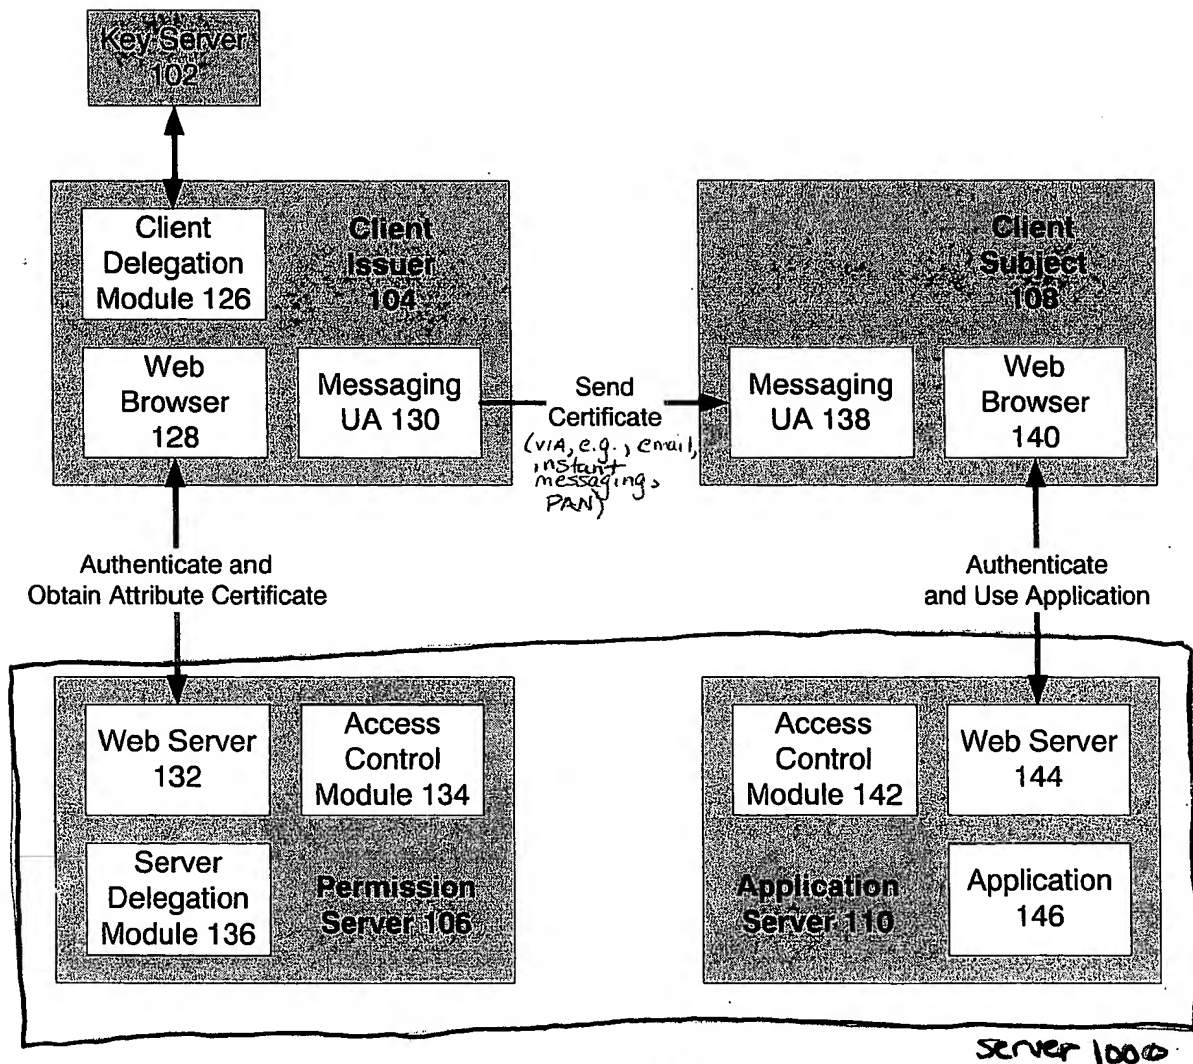 Key Server
102
Client
Delegation
Module 126
Client
Issuer
104
Web
Browser
128
Messaging
UA 130
Send
Certificate
(VIA, e.g., email,
instant
messaging,
PAN)
Client
Subject
108
Messaging
UA 138
Web
Browser
140
Authenticate and
Obtain Attribute Certificate
Authenticate
and Use Application
Web Server
132
Access
Control
Module 134
Server
Delegation
Module 136
Permission
Server 106
Access
Control
Module 142
Web Server
144
Application
Server 110
Application
146
server 1000